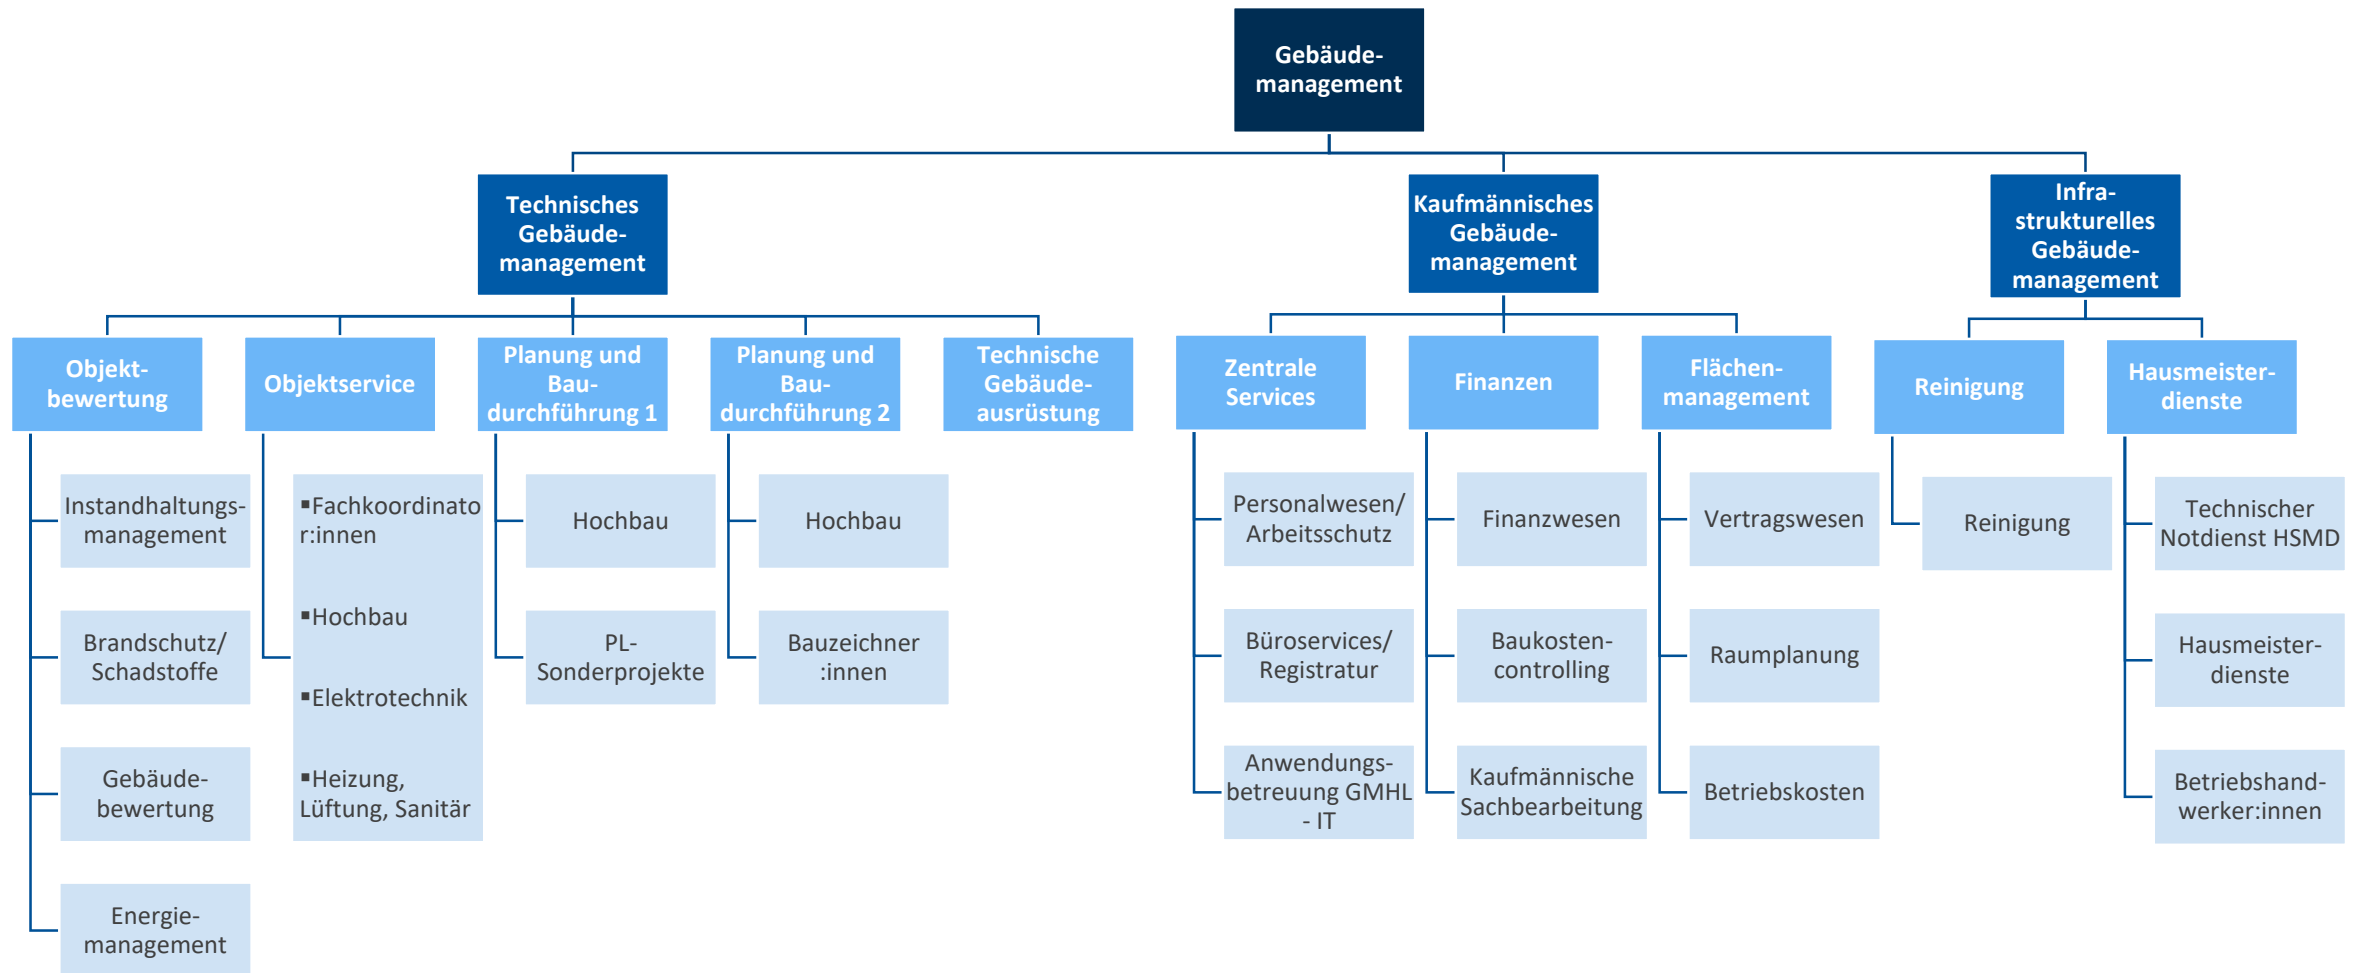 Gebäude-
management
Technisches
Gebäude-
management
Kaufmännisches
Gebäude-
management
Infra-
strukturelles
Gebäude-
management
Objekt-
bewertung
Objektservice
Planung und
Bau-
durchführung 1
Planung und
Bau-
durchführung 2
Technische
Gebäude-
ausrüstung
Zentrale
Services
Finanzen
Flächen-
management
Reinigung
Hausmeister-
dienste
Instandhaltungs-
management
Brandschutz/
Schadstoffe
Gebäude-
bewertung
Energie-
management
▪Fachkoordinato
r:innen
▪Hochbau
▪Elektrotechnik
▪Heizung,
Lüftung, Sanitär
Hochbau
PL-
Sonderprojekte
Hochbau
Bauzeichner
:innen
Personalwesen/
Arbeitsschutz
Büroservices/
Registratur
Anwendungs-
betreuung GMHL
- IT
Finanzwesen
Baukosten-
controlling
Kaufmännische
Sachbearbeitung
Vertragswesen
Raumplanung
Betriebskosten
Reinigung
Technischer
Notdienst HSMD
Hausmeister-
dienste
Betriebshand-
werker:innen